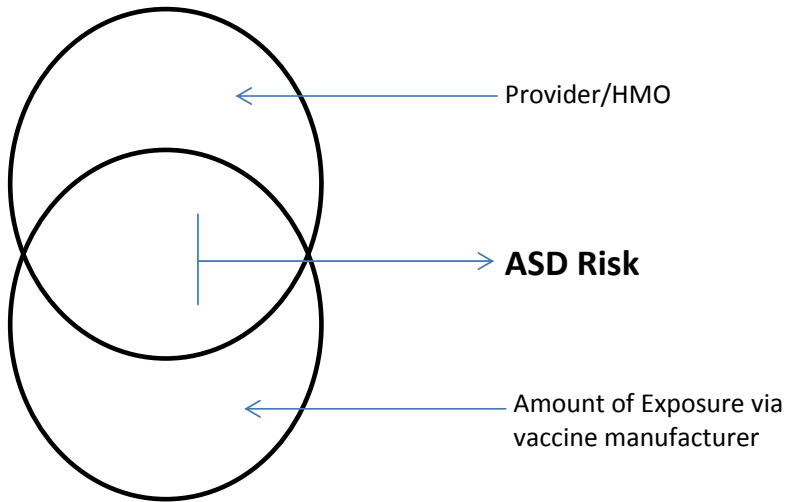 Provider/HMO
ASD Risk
Amount of Exposure via
vaccine manufacturer